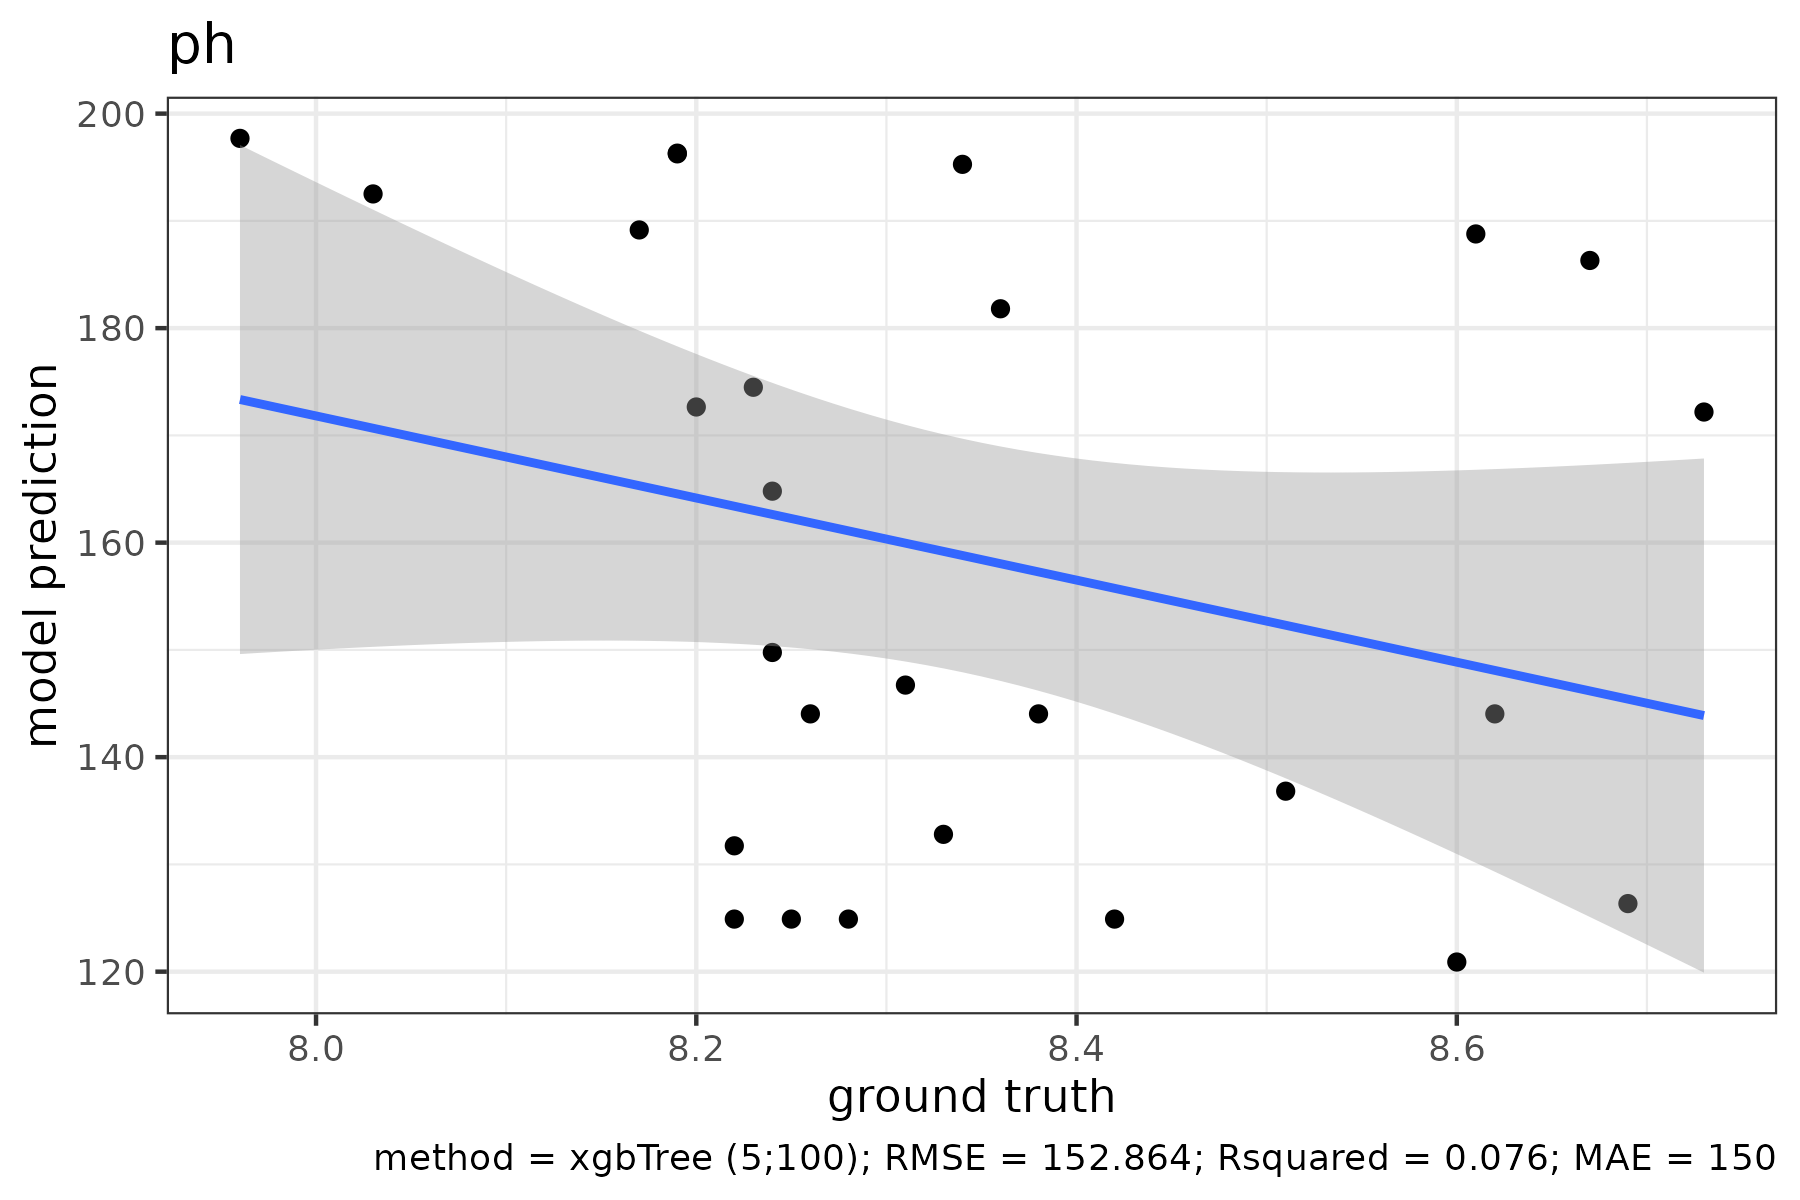 ph
200
180
160
140
120
model prediction
8.0 8.2 8.4 8.6
ground truth
method = xgbTree (5;100); RMSE = 152.864; Rsquared = 0.076; MAE = 150